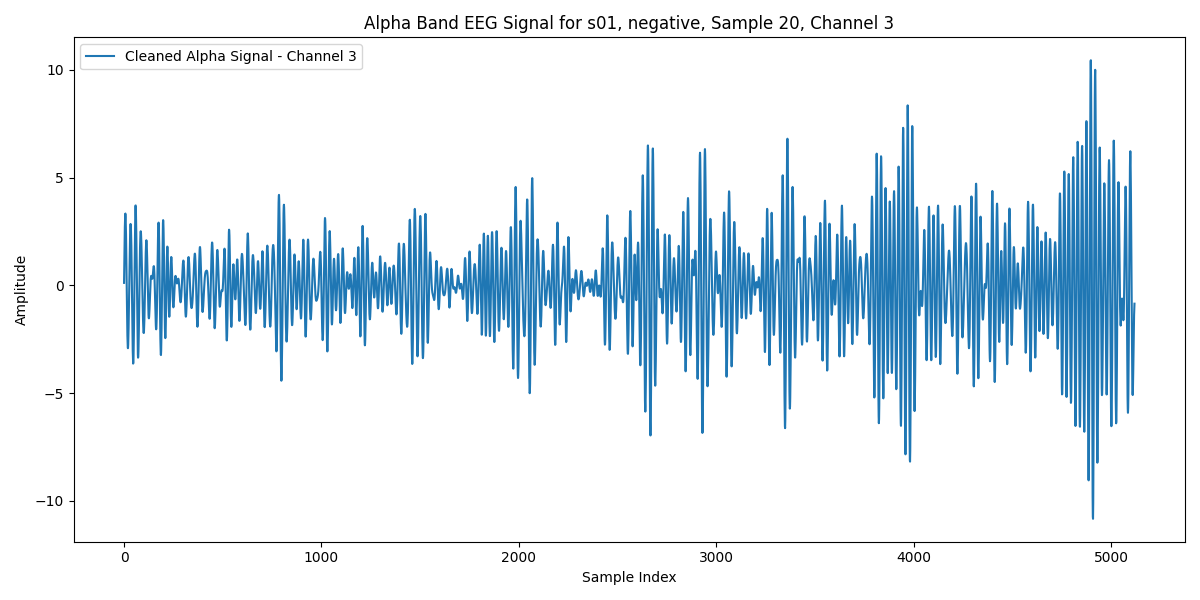 Alpha Band EEG Signal for s01, negative, Sample 20, Channel 3
Cleaned Alpha Signal - Channel 3
10
5
0
−5
−10
Amplitude
0 1000 2000 3000 4000 5000
Sample Index